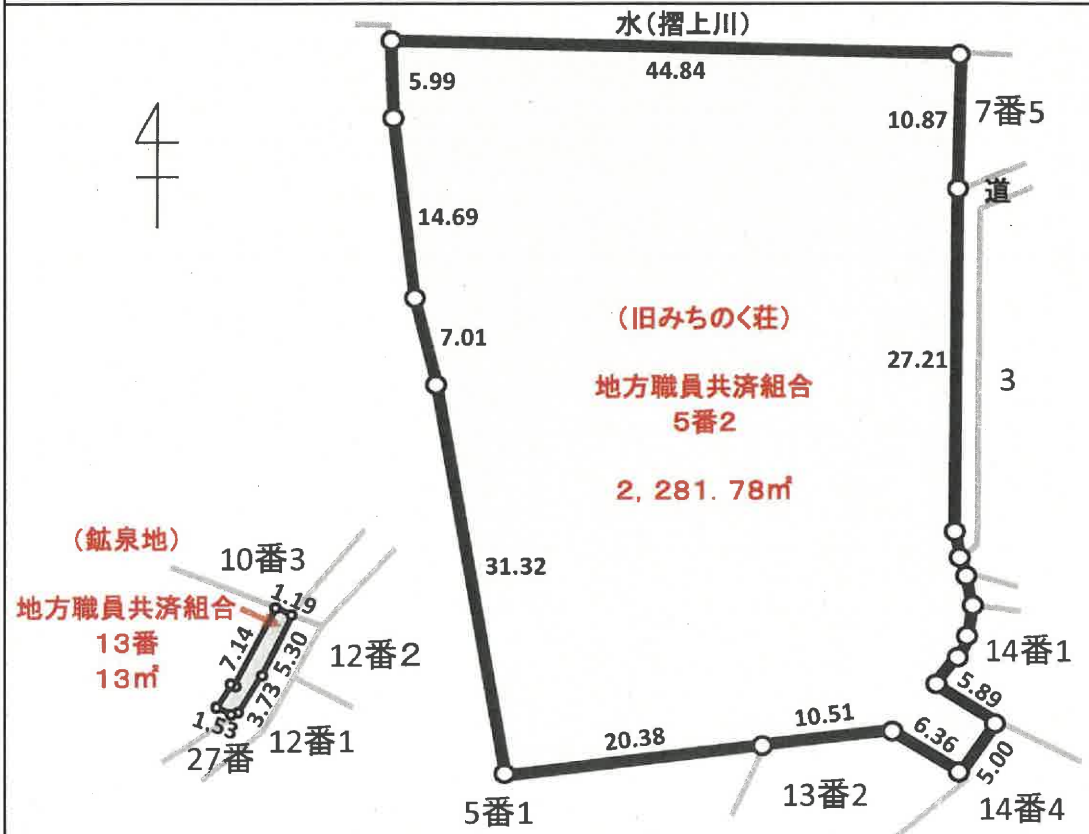 水（摺上川）
44.84
5.99
10.87
7番5
道
14.69
（旧みちのく荘）
7.01
27.21
地方職員共済組合
5番2
3
2，281．78㎡
（鉱泉地）
10番3
31.32
1.19
地方職員共済組合
13番
13㎡
7.14
5.30
12番2
3.73
1.53
12番1
27番
14番1
5.89
10.51
6.36
20.38
5.00
5番1
13番2
14番4